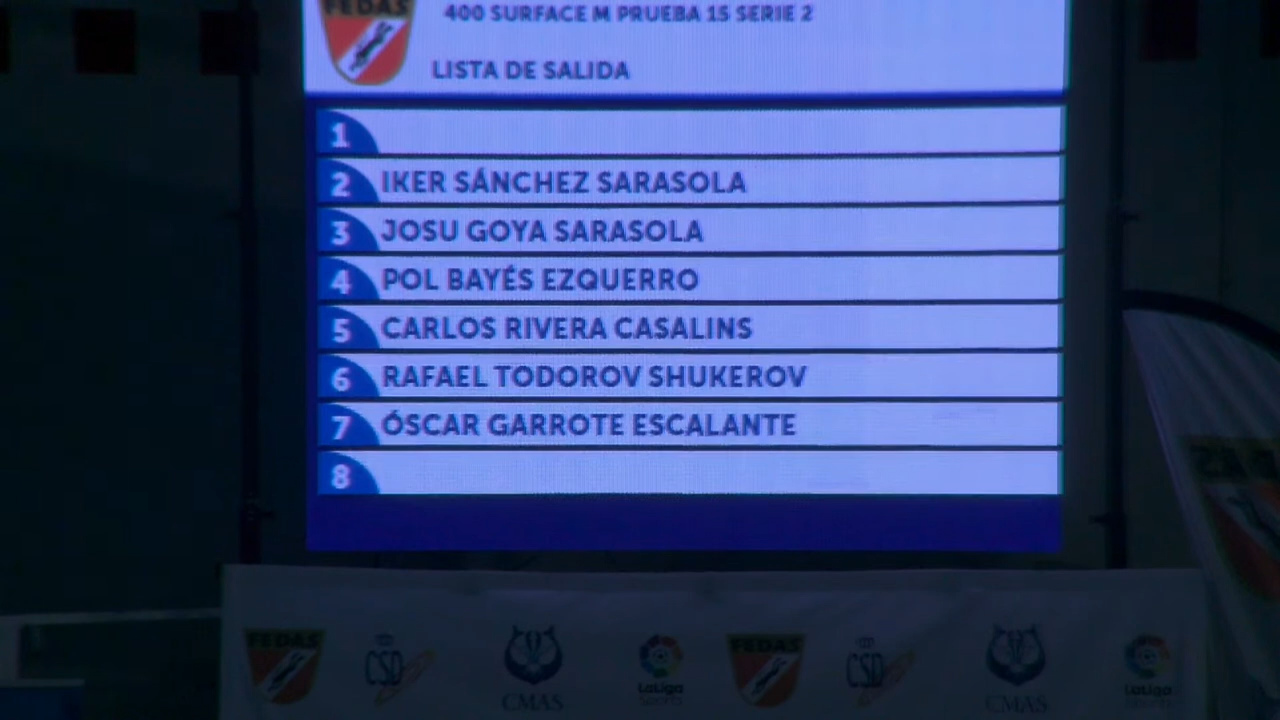 FEDAS
400 SURFACE M PRUEBA 15 SERIE 2
LISTA DE SALIDA
1
2 IKER SÁNCHEZ SARASOLA
3 JOSU GOYA SARASOLA
4 POL BAYÉS EZQUERRO
5 CARLOS RIVERA CASALINS
6 RAFAEL TODOROV SHUKEROV
7 ÓSCAR GARROTE ESCALANTE
8
FEDAS CSD CMAS LaLiga Sports FEDAS CSD CMAS LaLiga Sports